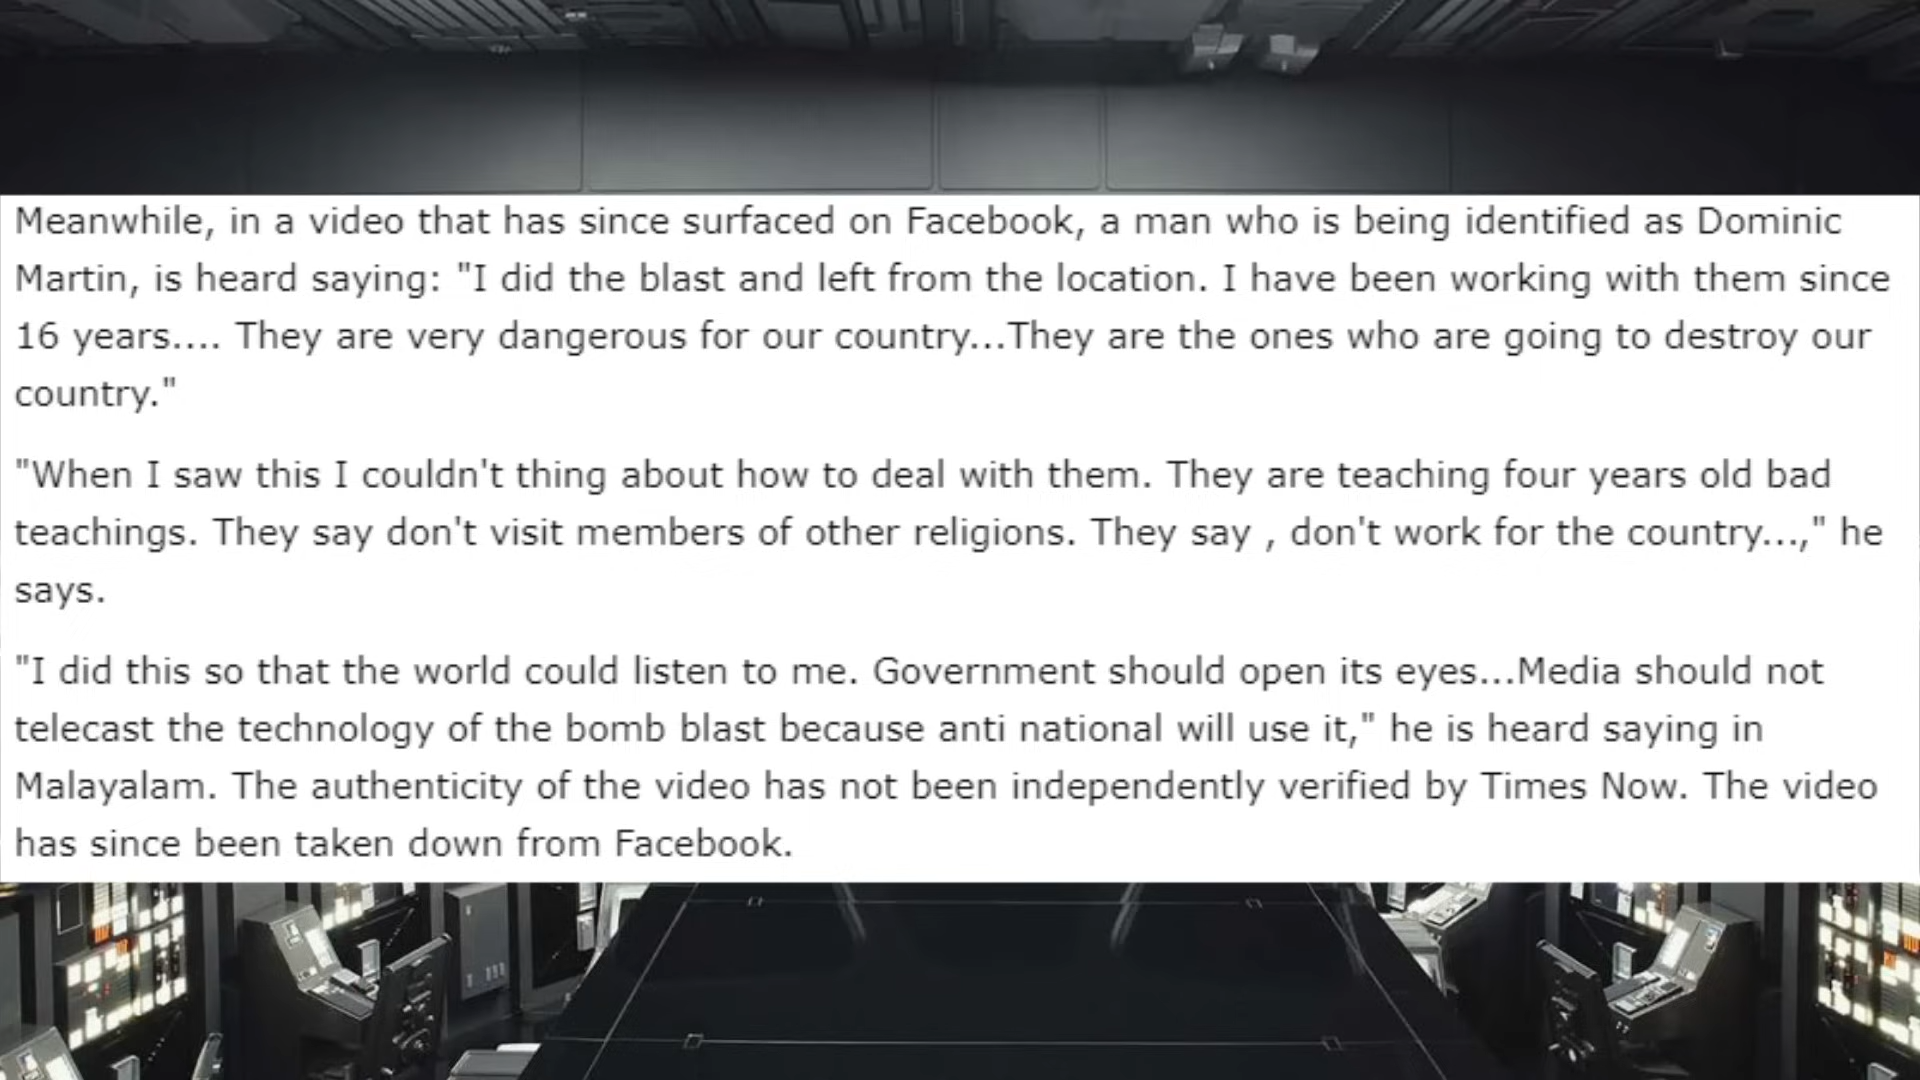 Meanwhile, in a video that has since surfaced on Facebook, a man who is being identified as Dominic
Martin, is heard saying: "I did the blast and left from the location. I have been working with them since
16 years.... They are very dangerous for our country...They are the ones who are going to destroy our
country."
"When I saw this I couldn't thing about how to deal with them. They are teaching four years old bad
teachings. They say don't visit members of other religions. They say , don't work for the country...," he
says.
"I did this so that the world could listen to me. Government should open its eyes...Media should not
telecast the technology of the bomb blast because anti national will use it," he is heard saying in
Malayalam. The authenticity of the video has not been independently verified by Times Now. The video
has since been taken down from Facebook.